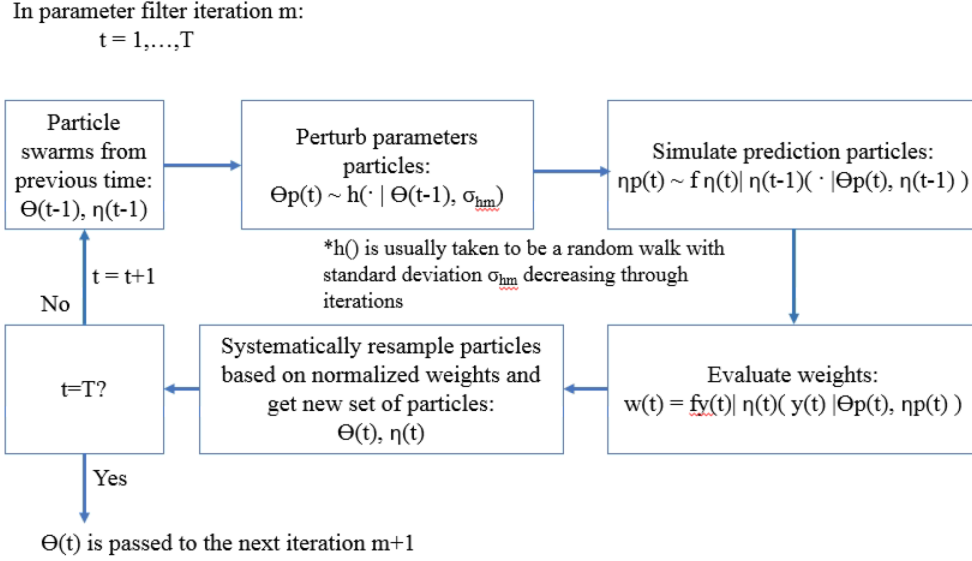 In parameter filter iteration m:
t = 1,…,T
Particle
swarms from
previous time:
Ө(t-1), η(t-1)
Perturb parameters
particles:
Өp(t) ~ h(· | Ө(t-1), σhm)
Simulate prediction particles:
ηp(t) ~ f η(t)| η(t-1)( · |Өp(t), η(t-1) )
*h() is usually taken to be a random walk with
standard deviation σhm decreasing through
iterations
t = t+1
No
t=T?
Systematically resample particles
based on normalized weights and
get new set of particles:
Ө(t), η(t)
Evaluate weights:
w(t) = fy(t)| η(t)( y(t) |Өp(t), ηp(t) )
Yes
Ө(t) is passed to the next iteration m+1